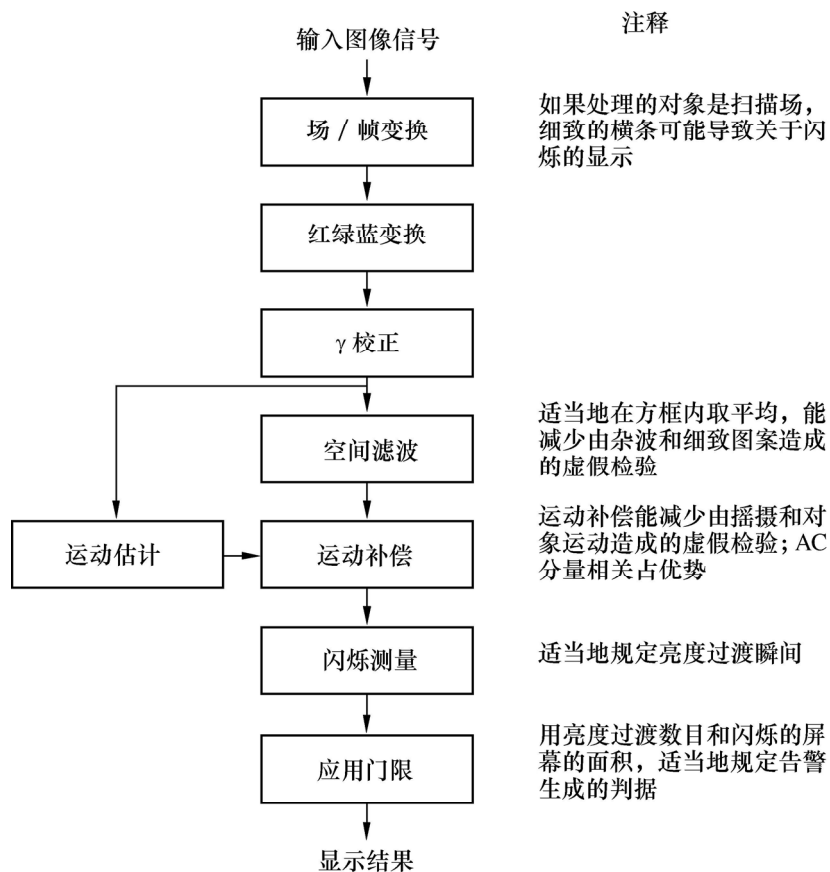 注释
输入图像信号
场 / 帧变换
如果处理的对象是扫描场，
细致的横条可能导致关于闪
烁的显示
红绿蓝变换
γ 校正
空间滤波
适当地在方框内取平均，能
减少由杂波和细致图案造成
的虚假检验
运动估计
运动补偿
运动补偿能减少由摇摄和对
象运动造成的虚假检验；AC
分量相关占优势
闪烁测量
适当地规定亮度过渡瞬间
应用门限
用亮度过渡数目和闪烁的屏
幕的面积，适当地规定告警
生成的判据
显示结果